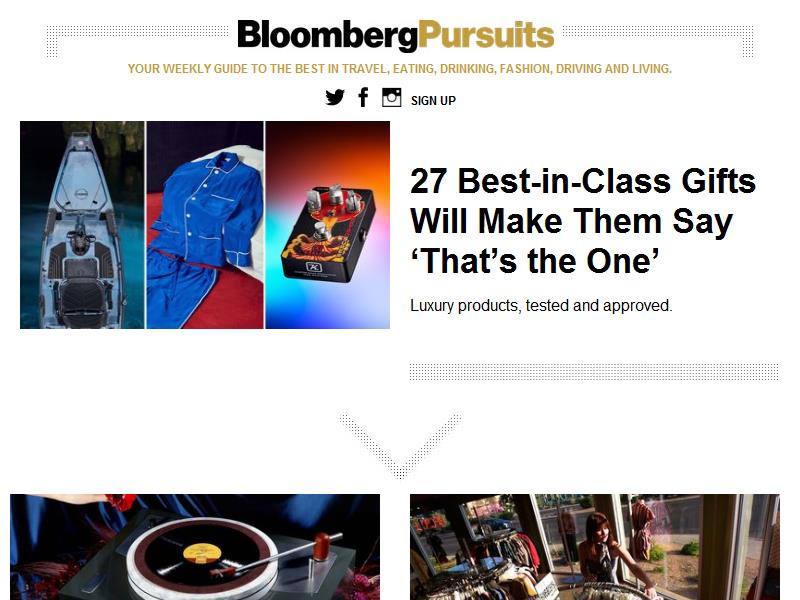 BloombergPursuits
YOUR WEEKLY GUIDE TO THE BEST IN TRAVEL, EATING, DRINKING, FASHION, DRIVING AND LIVING.
SIGN UP
27 Best-in-Class Gifts
Will Make Them Say
‘That’s the One’
Luxury products, tested and approved.